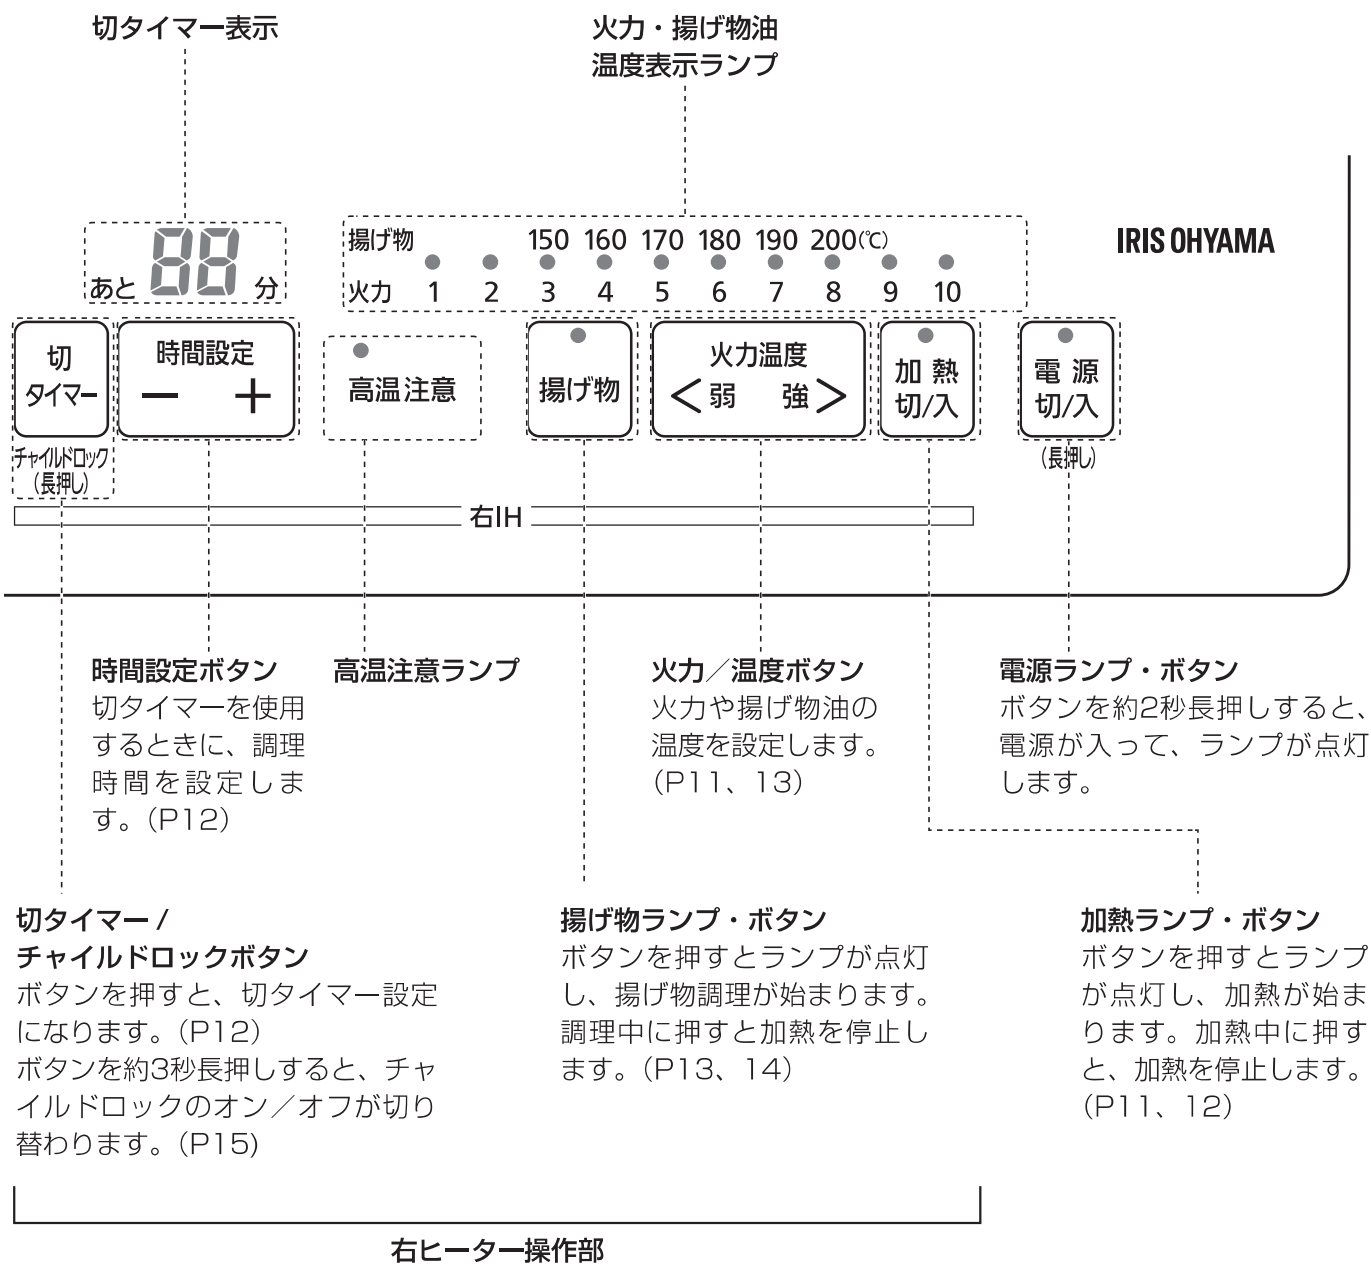 切タイマー表示
火力・揚げ物油
温度表示ランプ
あと 88 分
揚げ物 150 160 170 180 190 200(℃)
火力 1 2 3 4 5 6 7 8 9 10
IRIS OHYAMA
切
タイマー
チャイルドロック
(長押し)
時間設定
− +
高温注意
揚げ物
火力温度
<弱 強>
加熱
切/入
電源
切/入
(長押し)
右IH
時間設定ボタン
切タイマーを使用
するときに、調理
時間を設定しま
す。(P12)
高温注意ランプ
火力/温度ボタン
火力や揚げ物油の
温度を設定します。
(P11、13)
電源ランプ・ボタン
ボタンを約2秒長押しすると、
電源が入って、ランプが点灯
します。
切タイマー /
チャイルドロックボタン
ボタンを押すと、切タイマー設定
になります。(P12)
ボタンを約3秒長押しすると、チャ
イルドロックのオン/オフが切り
替わります。(P15)
揚げ物ランプ・ボタン
ボタンを押すとランプが点灯
し、揚げ物調理が始まります。
調理中に押すと加熱を停止し
ます。(P13、14)
加熱ランプ・ボタン
ボタンを押すとランプ
が点灯し、加熱が始ま
ります。加熱中に押す
と、加熱を停止します。
(P11、12)
右ヒーター操作部